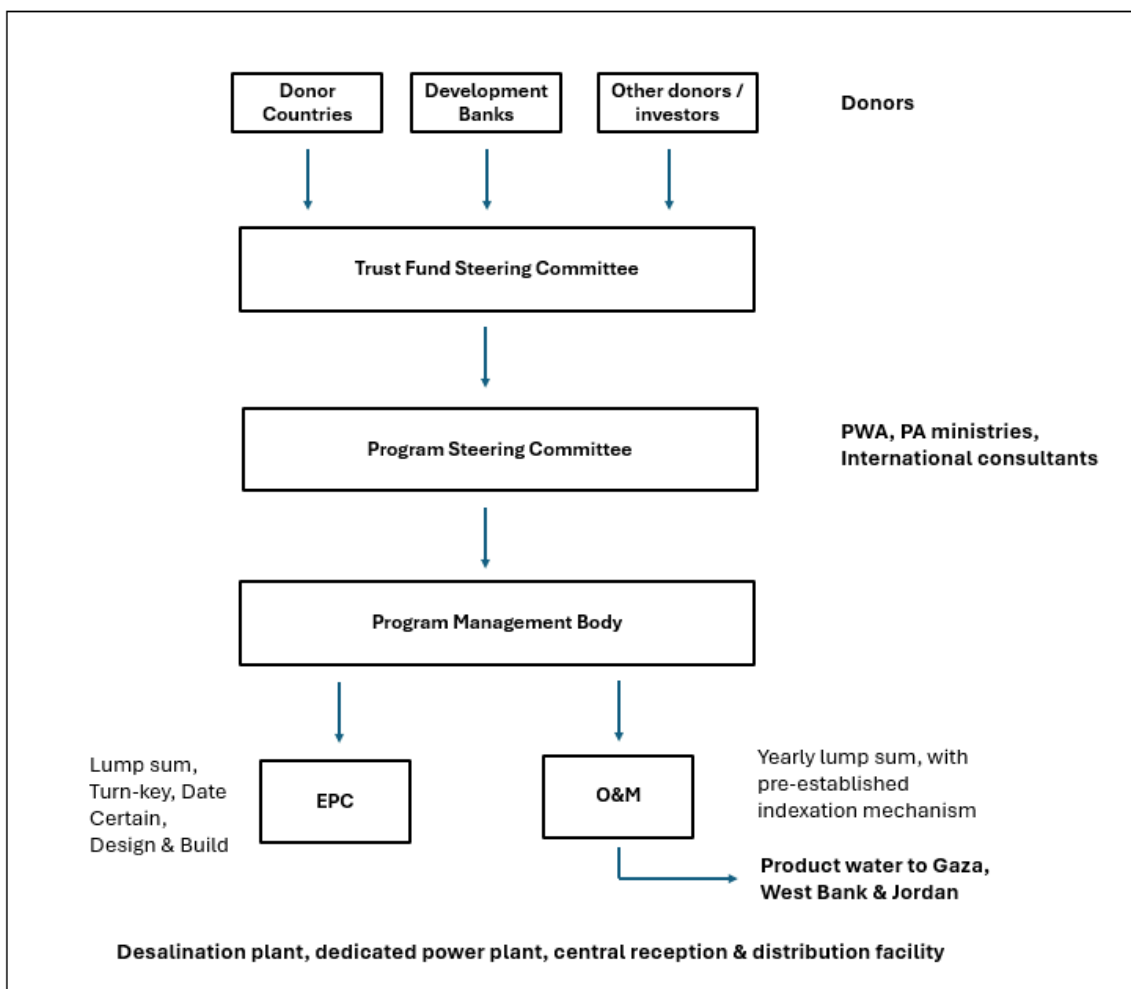 Donor
Countries
Development
Banks
Other donors /
investors
Donors
Trust Fund Steering Committee
Program Steering Committee
PWA, PA ministries,
International consultants
Program Management Body
Lump sum,
Turn-key, Date
Certain,
Design & Build
EPC
O&M
Yearly lump sum, with
pre-established
indexation mechanism
Product water to Gaza,
West Bank & Jordan
Desalination plant, dedicated power plant, central reception & distribution facility